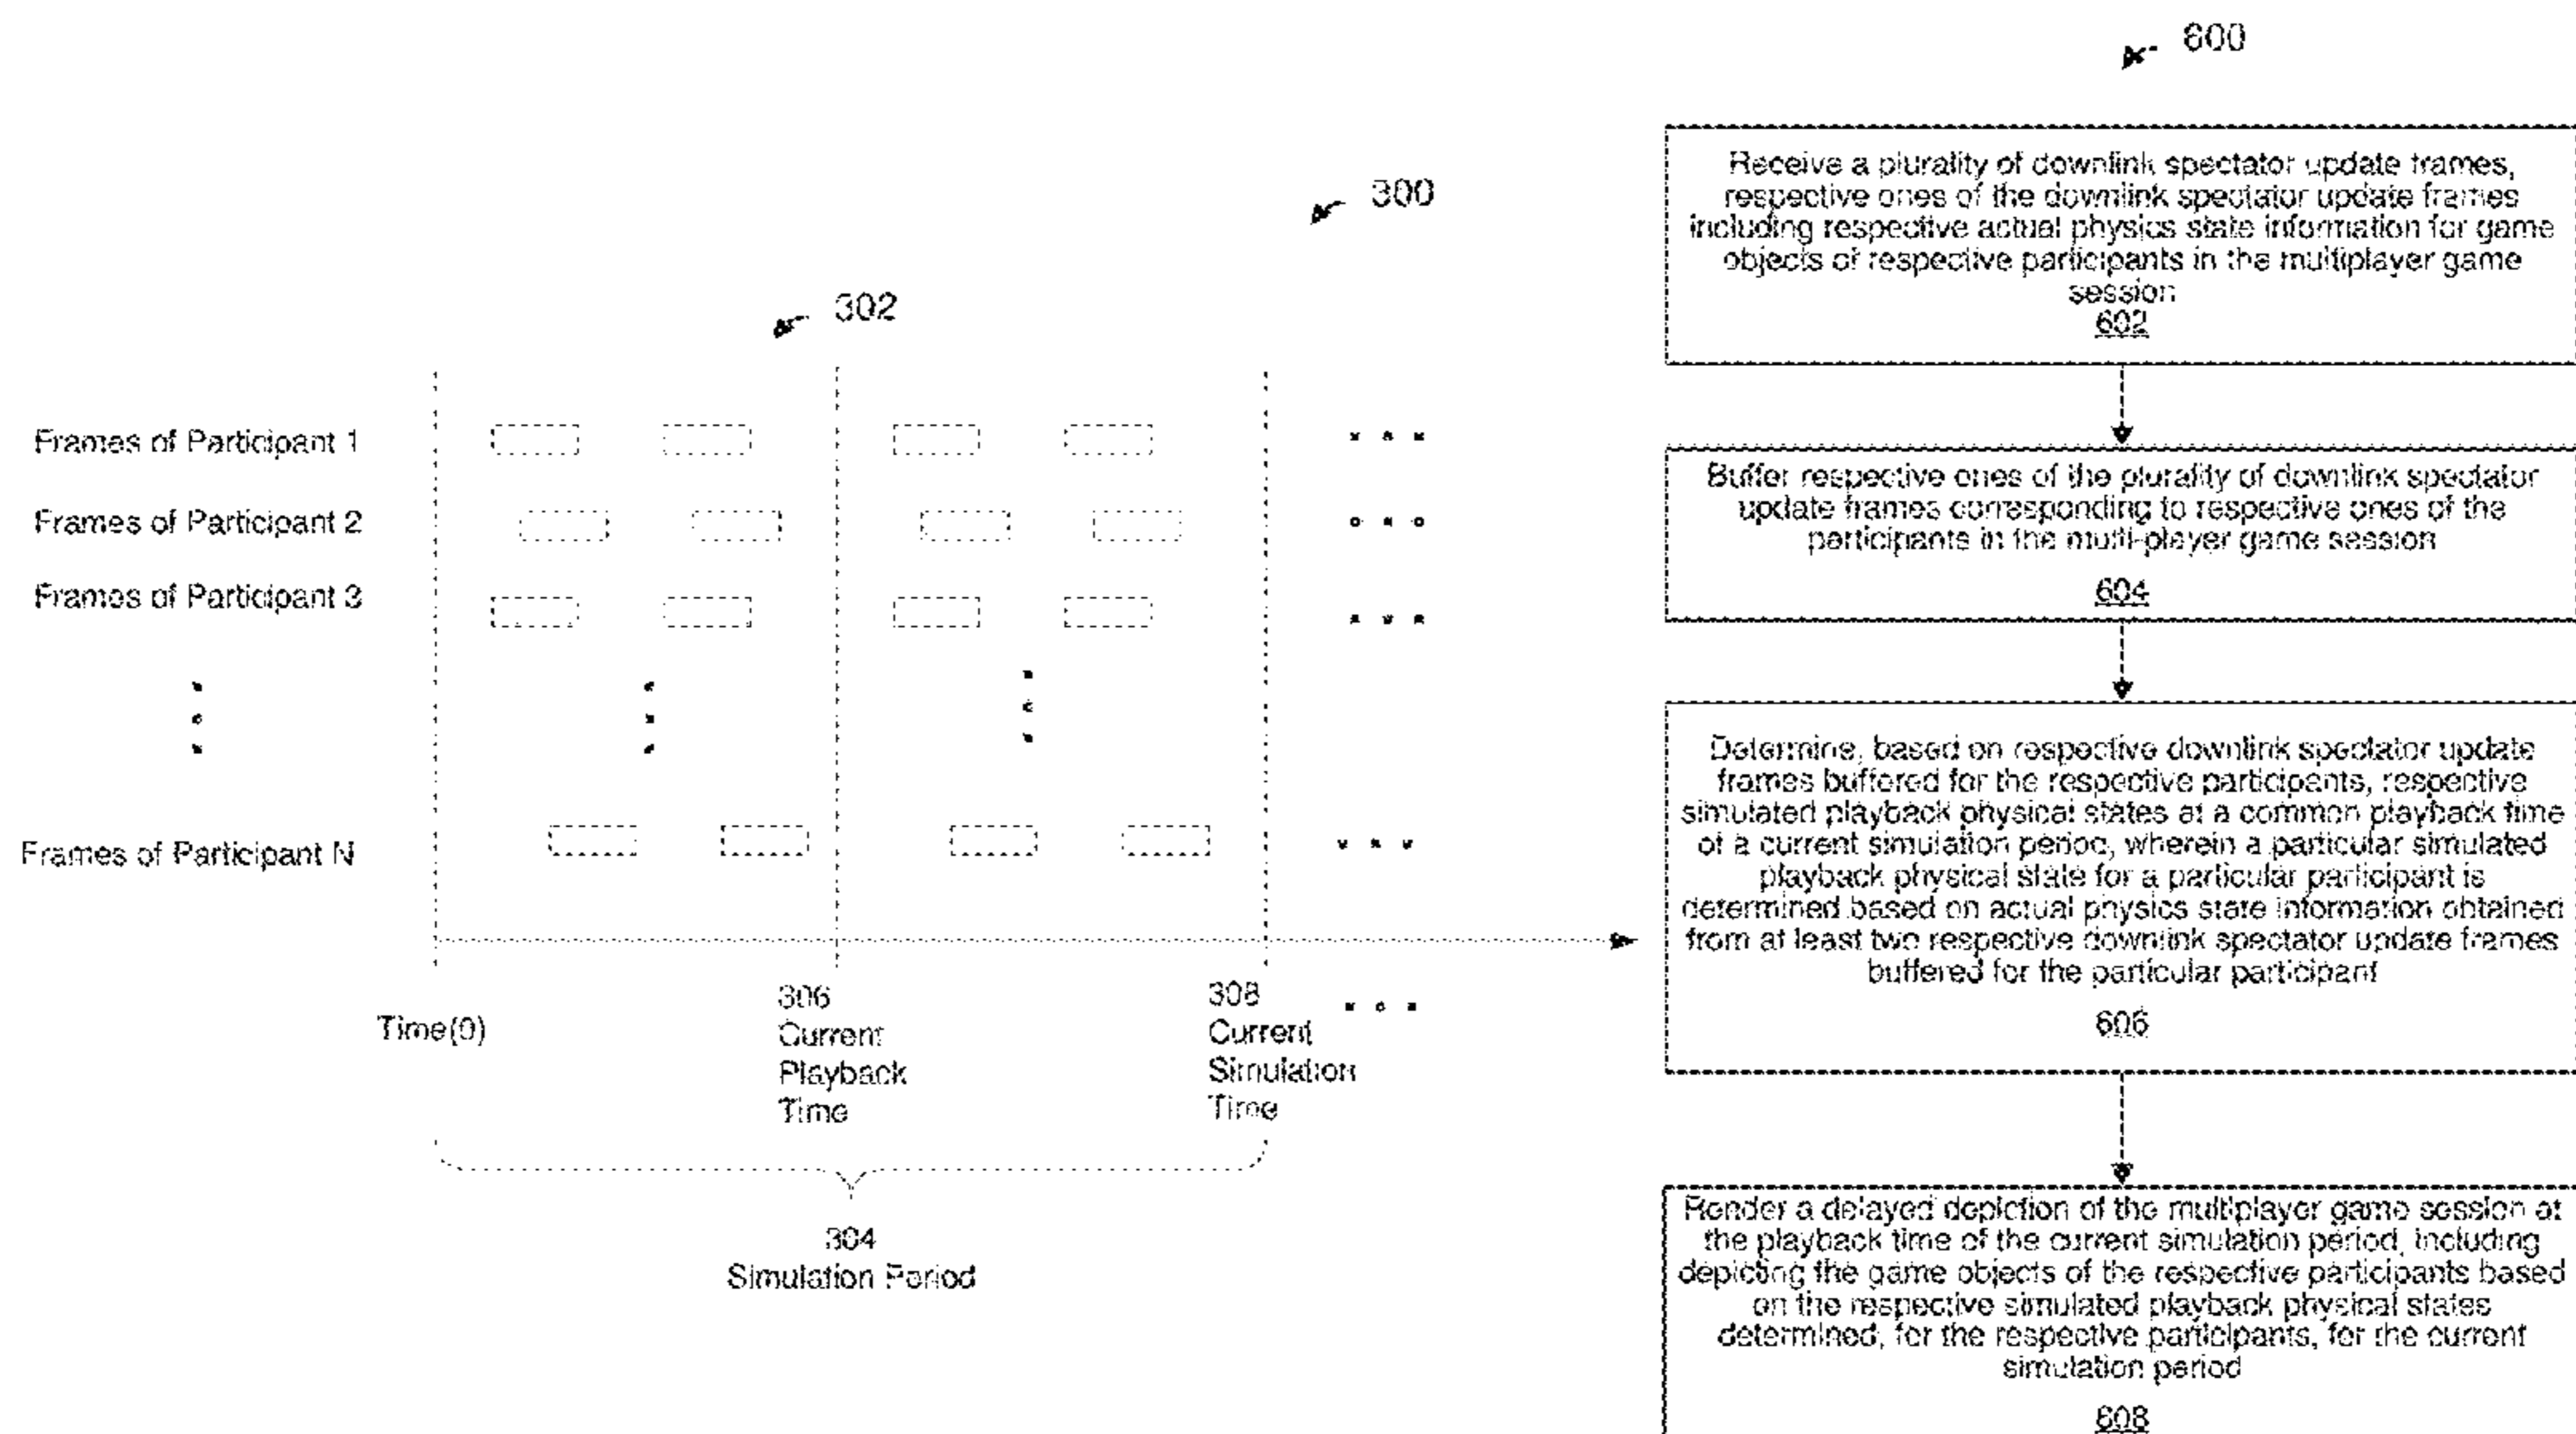 300
302
Frames of Participant 1
Frames of Participant 2
Frames of Participant 3
Frames of Participant N
Time(0)
306
Current
Playback
Time
308
Current
Simulation
Time
304
Simulation Period
600
Receive a plurality of downlink spectator update frames,
respective ones of the downlink spectator update frames
including respective actual physics state information for game
objects of respective participants in the multiplayer game
session
602
Buffer respective ones of the plurality of downlink spectator
update frames corresponding to respective ones of the
participants in the multi-player game session
604
Determine, based on respective downlink spectator update
frames buffered for the respective participants, respective
simulated playback physical states at a common playback time
of a current simulation period, wherein a particular simulated
playback physical state for a particular participant is
determined based on actual physics state information obtained
from at least two respective downlink spectator update frames
buffered for the particular participant
606
Render a delayed depiction of the multiplayer game session at
the playback time of the current simulation period, including
depicting the game objects of the respective participants based
on the respective simulated playback physical states
determined, for the respective participants, for the current
simulation period
608